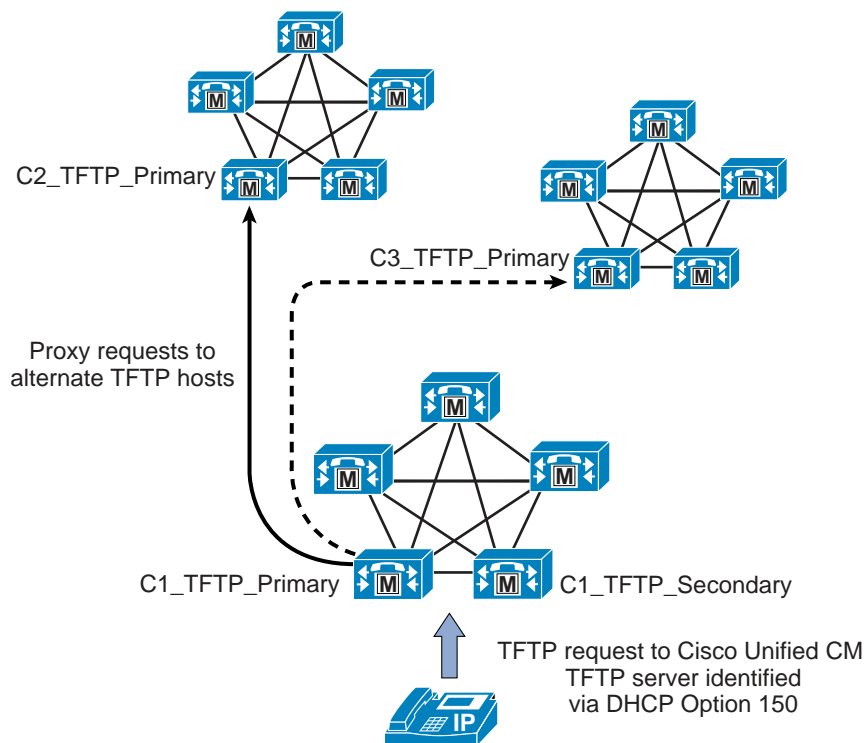 M
M
M
C2_TFTP_Primary
M
M
M
M
M
C3_TFTP_Primary
M
M
Proxy requests to
alternate TFTP hosts
M
M
M
C1_TFTP_Primary
M
M
C1_TFTP_Secondary
TFTP request to Cisco Unified CM
TFTP server identified
via DHCP Option 150
IP